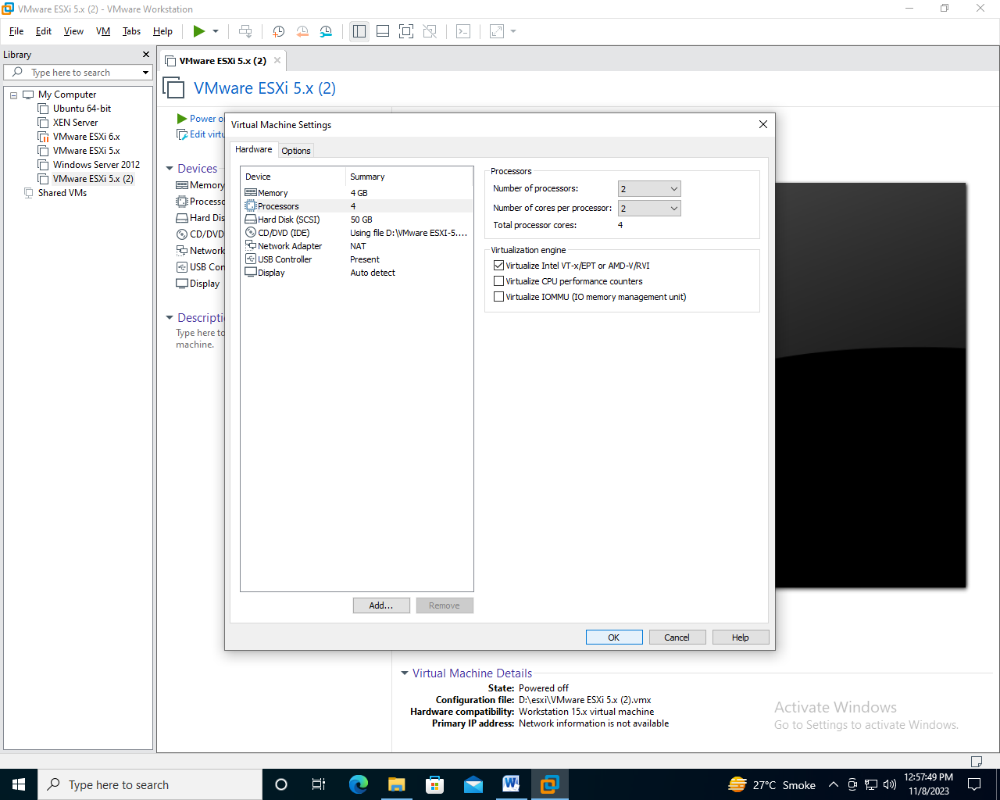 VMware ESXi 5.x (2) - VMware Workstation
File Edit View VM Tabs Help
Library
VMware ESXi 5.x (2)
Type here to search
VMware ESXi 5.x (2)
My Computer
Ubuntu 64-bit
XEN Server
VMware ESXi 6.x
VMware ESXi 5.x
Windows Server 2012
VMware ESXi 5.x (2)
Shared VMs
Power o
Edit virtu
Devices
Memory
Processo
Hard Dis
CD/DVD
Network
USB Con
Display
Descripti
Type here to
machine.
Virtual Machine Settings
Hardware Options
Device Summary
Memory 4 GB
Processors 4
Hard Disk (SCSI) 50 GB
CD/DVD (IDE) Using file D:\VMware ESXI-5....
Network Adapter NAT
USB Controller Present
Display Auto detect
Add... Remove
Processors
Number of processors: 2
Number of cores per processor: 2
Total processor cores: 4
Virtualization engine
Virtualize Intel VT-x/EPT or AMD-V/RVI
Virtualize CPU performance counters
Virtualize IOMMU (IO memory management unit)
OK Cancel Help
Virtual Machine Details
State: Powered off
Configuration file: D:\esxi\VMware ESXi 5.x (2).vmx
Hardware compatibility: Workstation 15.x virtual machine
Primary IP address: Network information is not available
Activate Windows
Go to Settings to activate Windows.
Type here to search
27°C Smoke
12:57:49 PM
11/8/2023